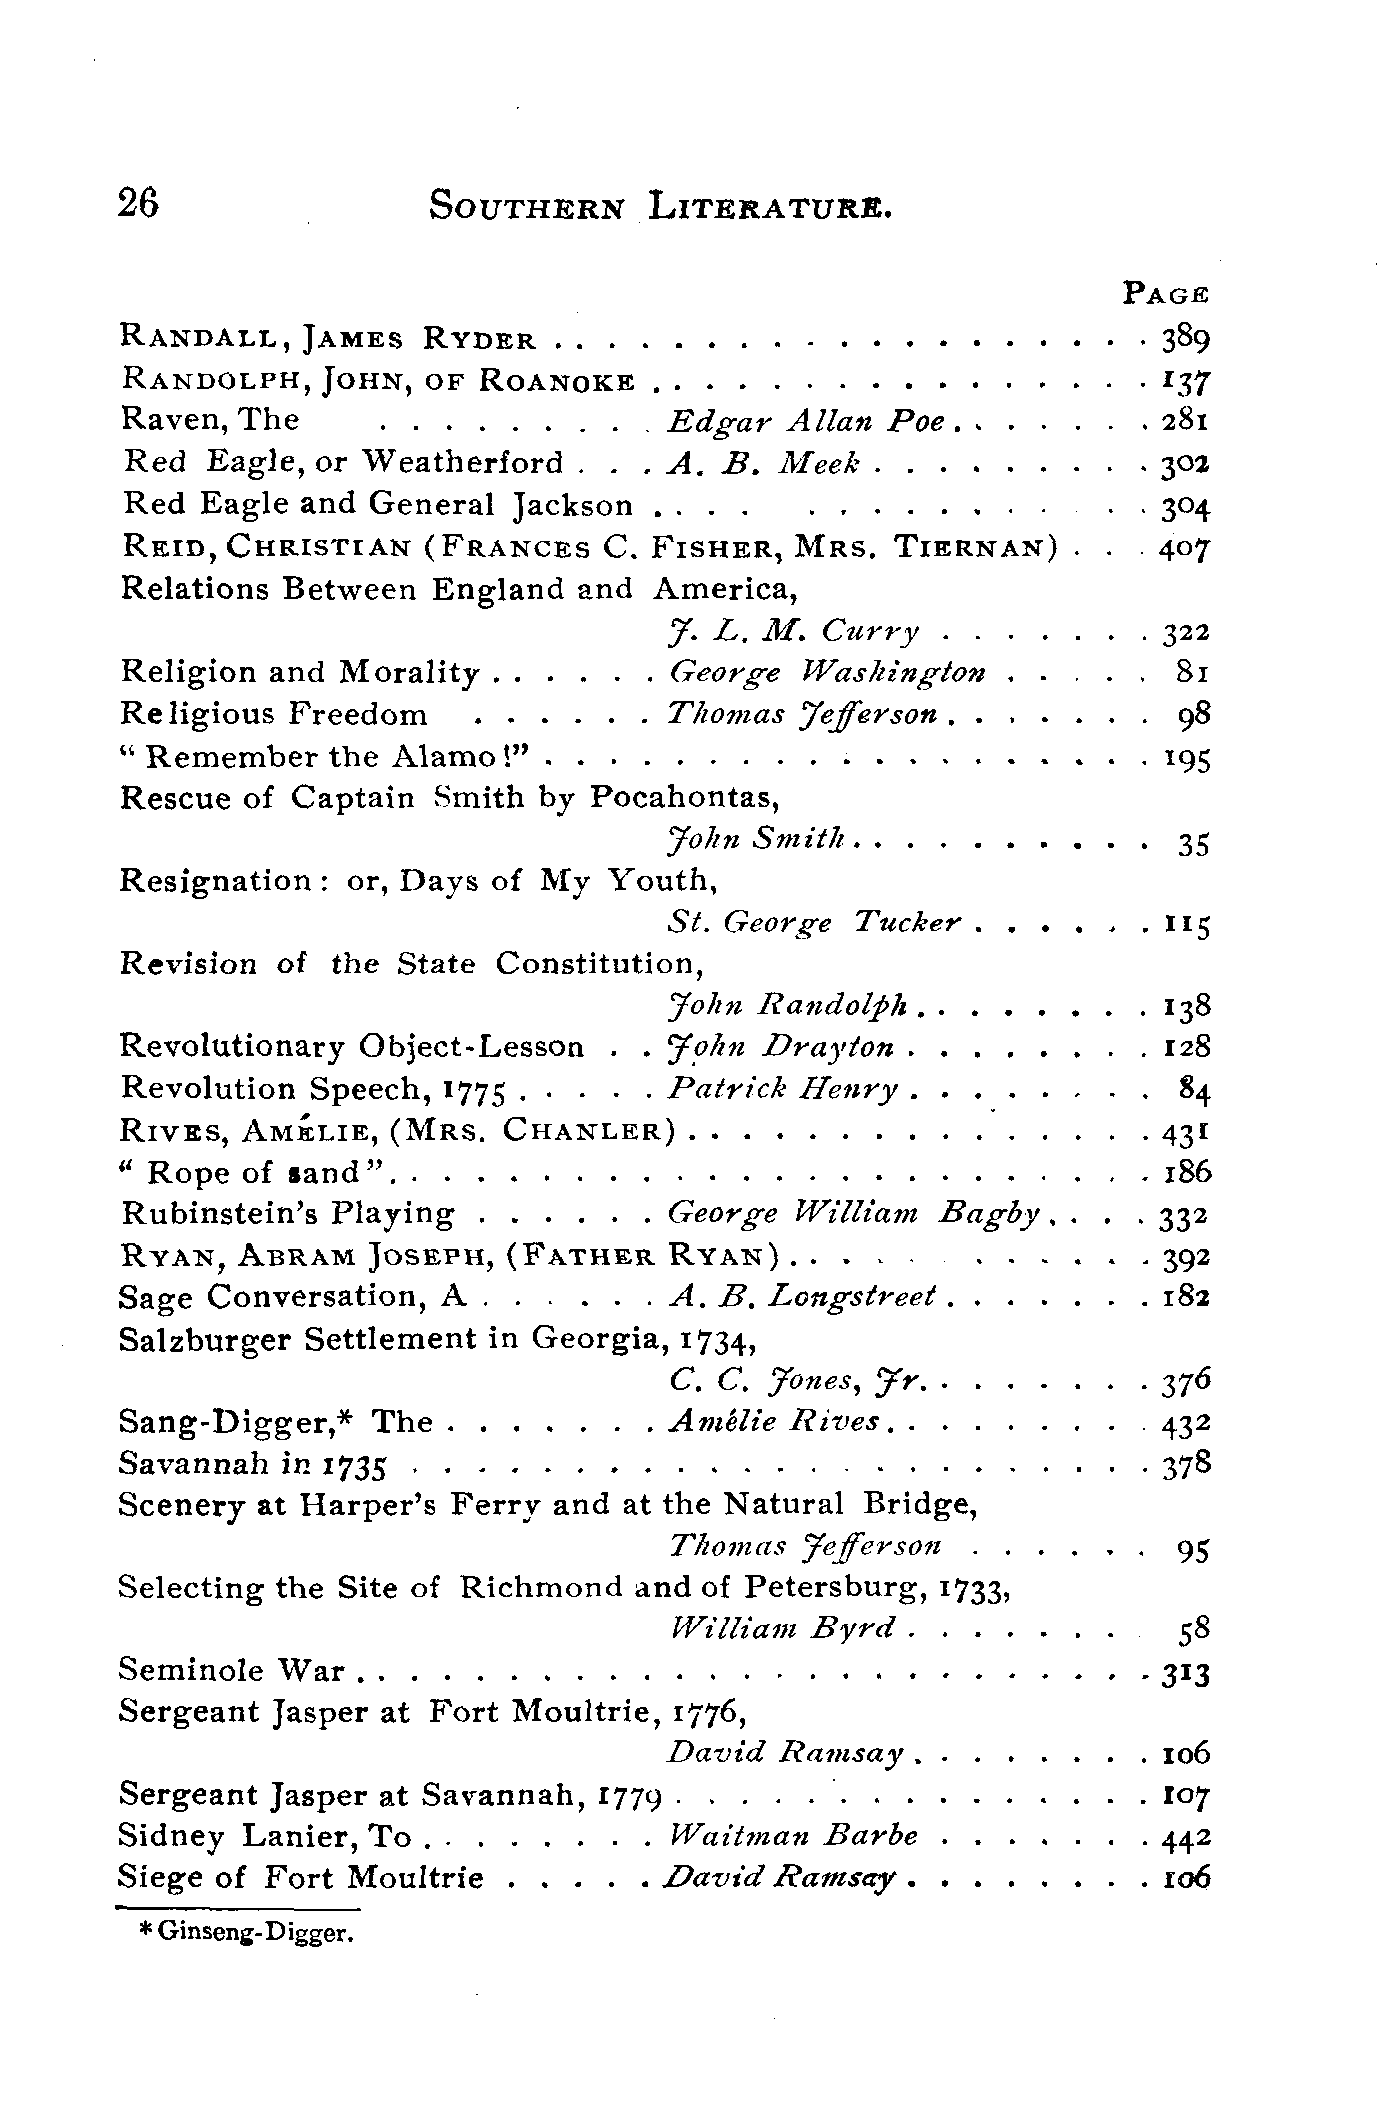 26 SOUTHERN LITERATURE.
PAGE
RANDALL, JAMES RYDER . . . . . . . . . . . . . . . . . . . 389
RANDOLPH, JOHN, OF ROANOKE . . . . . . . . . . . . . . . . 137
Raven, The . . . . . . . . . Edgar Allan Poe . . . . . . . 281
Red Eagle, or Weatherford . . . A. B. Meek . . . . . . . . . . 302
Red Eagle and General Jackson . . . . . . . . . . . . . . 304
REID, CHRISTIAN (FRANCES C. FISHER, MRS. TIERNAN) . . . 407
Relations Between England and America,
J. L. M. Curry . . . . . . . 322
Religion and Morality . . . . . . George Washington . . . . . 81
Religious Freedom . . . . . . Thomas Jefferson . . . . . . . 98
" Remember the Alamo !" . . . . . . . . . . . . . . . . . . . 195
Rescue of Captain Smith by Pocahontas,
John Smith . . . . . . . . . . 35
Resignation : or, Days of My Youth,
St. George Tucker . . . . . . 115
Revision of the State Constitution,
John Randolph . . . . . . . . 138
Revolutionary Object-Lesson . . John Drayton . . . . . . . . 128
Revolution Speech, 1775 . . . . . Patrick Henry . . . . . . . . 84
RIVES, AMÉLIE, (MRS. CHANLER) . . . . . . . . . . . . . . . 431
" Rope of sand" . . . . . . . . . . . . . . . . . . . . . . . . 186
Rubinstein's Playing . . . . . . George William Bagby . . . . 332
RYAN, ABRAM JOSEPH, (FATHER RYAN) . . . . . . . . . . . 392
Sage Conversation, A . . . . . . A. B. Longstreet . . . . . . . 182
Salzburger Settlement in Georgia, 1734,
C. C. Jones, Jr. . . . . . . . 376
Sang-Digger,* The . . . . . . . Amélie Rives . . . . . . . . . 432
Savannah in 1735 . . . . . . . . . . . . . . . . . . . . . . . 378
Scenery at Harper's Ferry and at the Natural Bridge,
Thomas Jefferson . . . . . . 95
Selecting the Site of Richmond and of Petersburg, 1733,
William Byrd . . . . . . . 58
Seminole War . . . . . . . . . . . . . . . . . . . . . . . . . 313
Sergeant Jasper at Fort Moultrie, 1776,
David Ramsay . . . . . . . . 106
Sergeant Jasper at Savannah, 1779 . . . . . . . . . . . . . . . 107
Sidney Lanier, To . . . . . . . . Waitman Barbe . . . . . . . 442
Siege of Fort Moultrie . . . . . David Ramsay . . . . . . . . 106
* Ginseng-Digger.